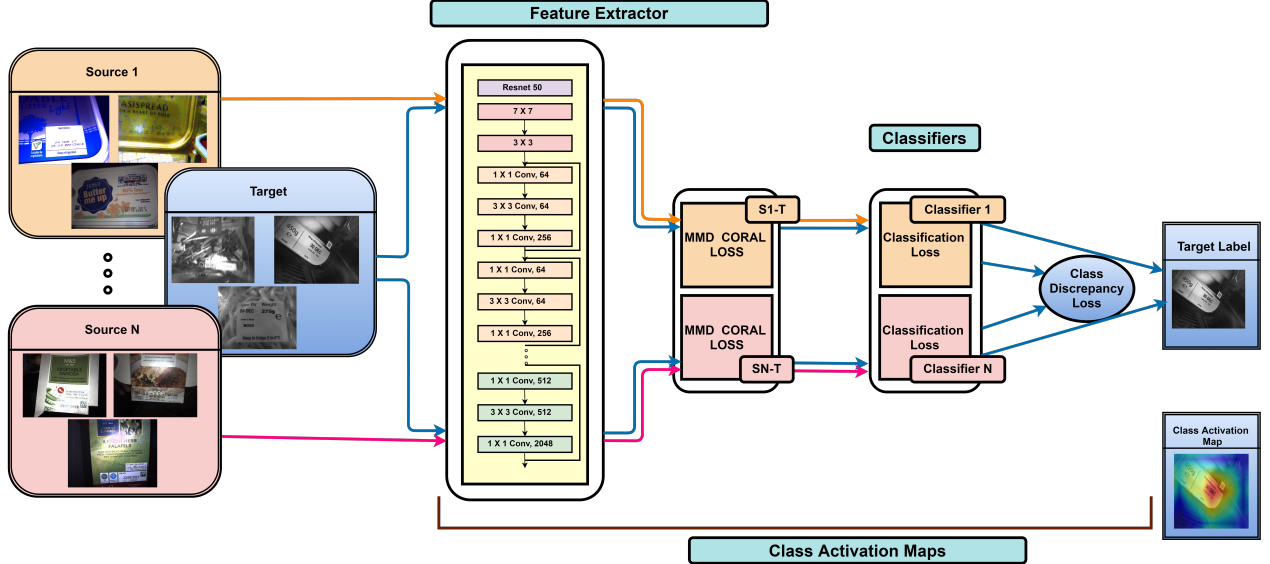 Feature Extractor
Source 1
Light
ASISPREAD
Butter
me up
Target
350g
275g
Source N
M&S
FALAFELS
Resnet 50
7 X 7
3 X 3
1 X 1 Conv, 64
3 X 3 Conv, 64
1 X 1 Conv, 256
1 X 1 Conv, 64
3 X 3 Conv, 64
1 X 1 Conv, 256
1 X 1 Conv, 512
3 X 3 Conv, 512
1 X 1 Conv, 2048
S1-T
MMD CORAL
LOSS
MMD CORAL
LOSS
SN-T
Classifiers
Classifier 1
Classification
Loss
Classification
Loss
Classifier N
Class
Discrepancy
Loss
Target Label
Class Activation
Map
Class Activation Maps